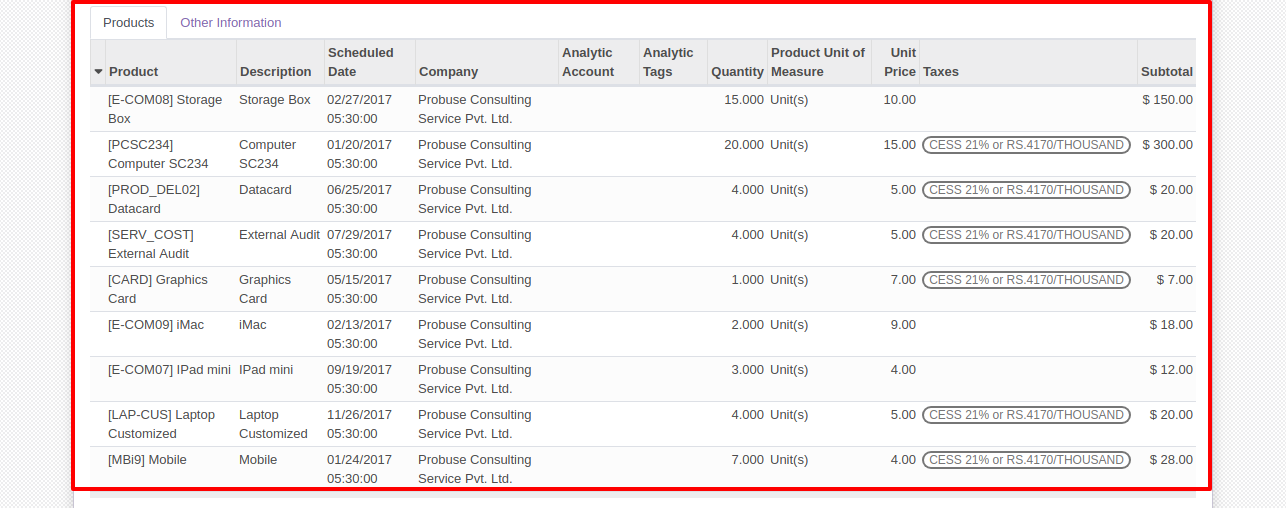 Products Other Information
Product Description Scheduled Date Company Analytic Account Analytic Tags Quantity Product Unit of Measure Unit Price Taxes Subtotal
[E-COM08] Storage Box Storage Box 02/27/2017 05:30:00 Probuse Consulting Service Pvt. Ltd. 15.000 Unit(s) 10.00 $ 150.00
[PCSC234] Computer SC234 Computer SC234 01/20/2017 05:30:00 Probuse Consulting Service Pvt. Ltd. 20.000 Unit(s) 15.00 CESS 21% or RS.4170/THOUSAND $ 300.00
[PROD_DEL02] Datacard Datacard 06/25/2017 05:30:00 Probuse Consulting Service Pvt. Ltd. 4.000 Unit(s) 5.00 CESS 21% or RS.4170/THOUSAND $ 20.00
[SERV_COST] External Audit External Audit 07/29/2017 05:30:00 Probuse Consulting Service Pvt. Ltd. 4.000 Unit(s) 5.00 CESS 21% or RS.4170/THOUSAND $ 20.00
[CARD] Graphics Card Graphics Card 05/15/2017 05:30:00 Probuse Consulting Service Pvt. Ltd. 1.000 Unit(s) 7.00 CESS 21% or RS.4170/THOUSAND $ 7.00
[E-COM09] iMac iMac 02/13/2017 05:30:00 Probuse Consulting Service Pvt. Ltd. 2.000 Unit(s) 9.00 $ 18.00
[E-COM07] IPad mini IPad mini 09/19/2017 05:30:00 Probuse Consulting Service Pvt. Ltd. 3.000 Unit(s) 4.00 $ 12.00
[LAP-CUS] Laptop Customized Laptop Customized 11/26/2017 05:30:00 Probuse Consulting Service Pvt. Ltd. 4.000 Unit(s) 5.00 CESS 21% or RS.4170/THOUSAND $ 20.00
[MBi9] Mobile Mobile 01/24/2017 05:30:00 Probuse Consulting Service Pvt. Ltd. 7.000 Unit(s) 4.00 CESS 21% or RS.4170/THOUSAND $ 28.00